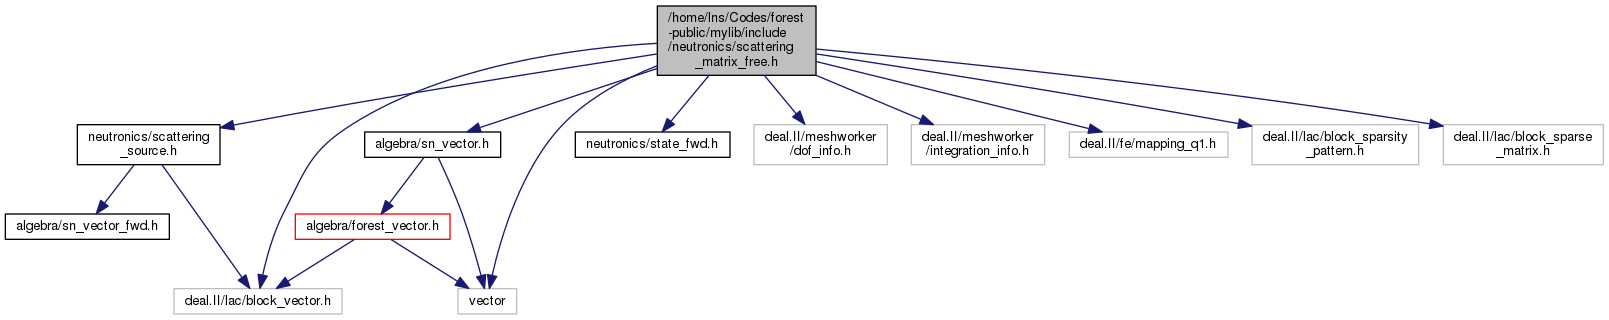 /home/lns/Codes/forest
-public/mylib/include
/neutronics/scattering
_matrix_free.h
neutronics/scattering
_source.h
algebra/sn_vector.h
neutronics/state_fwd.h
deal.II/meshworker
/dof_info.h
deal.II/meshworker
/integration_info.h
deal.II/fe/mapping_q1.h
deal.II/lac/block_sparsity
_pattern.h
deal.II/lac/block_sparse
_matrix.h
algebra/sn_vector_fwd.h
algebra/forest_vector.h
deal.II/lac/block_vector.h
vector